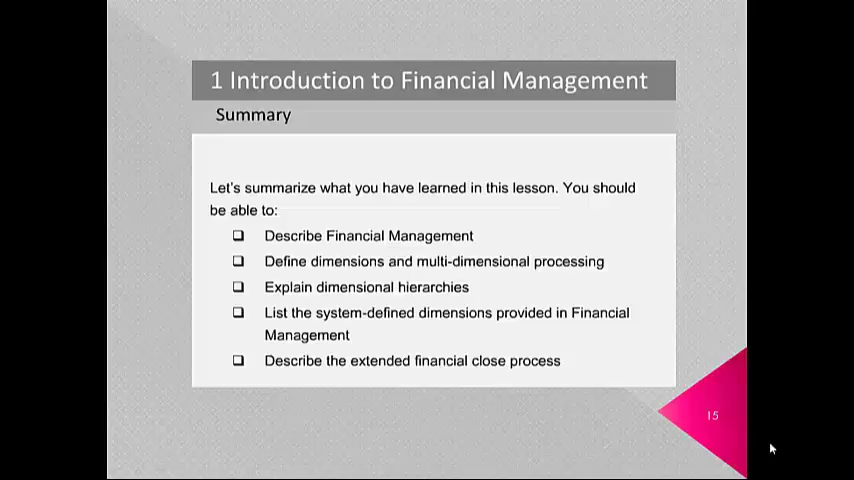 1 Introduction to Financial Management
Summary
Let's summarize what you have learned in this lesson. You should
be able to:
❑ Describe Financial Management
❑ Define dimensions and multi-dimensional processing
❑ Explain dimensional hierarchies
❑ List the system-defined dimensions provided in Financial
Management
❑ Describe the extended financial close process
15